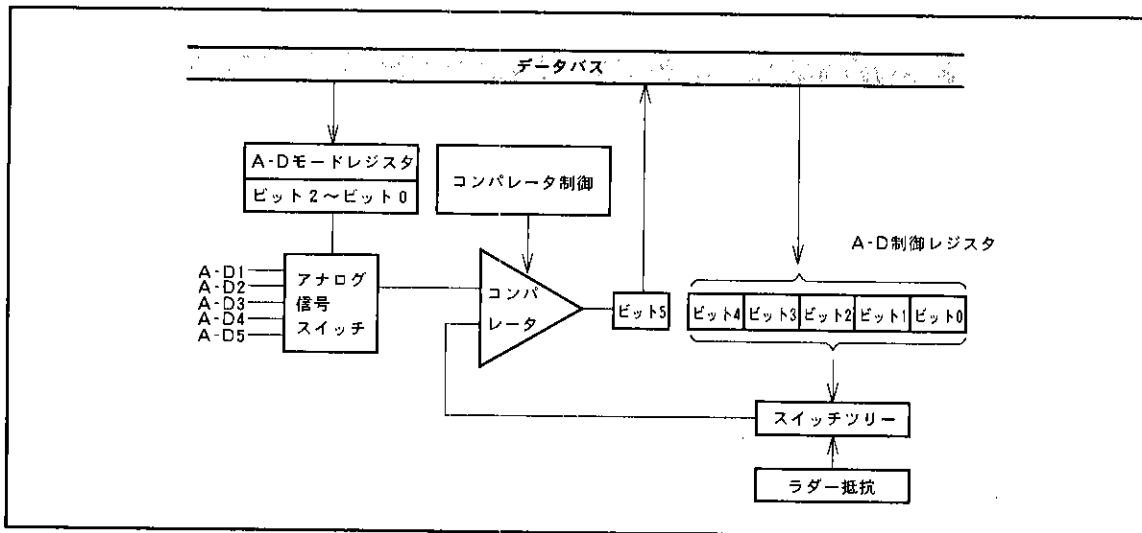 データバス
A-Dモードレジスタ
ビット2～ビット0
コンパレータ制御
A-D制御レジスタ
A-D1
A-D2
A-D3
A-D4
A-D5
アナログ
信号
スイッチ
コンパ
レータ
ビット5
ビット4 ビット3 ビット2 ビット1 ビット0
スイッチツリー
ラダー抵抗